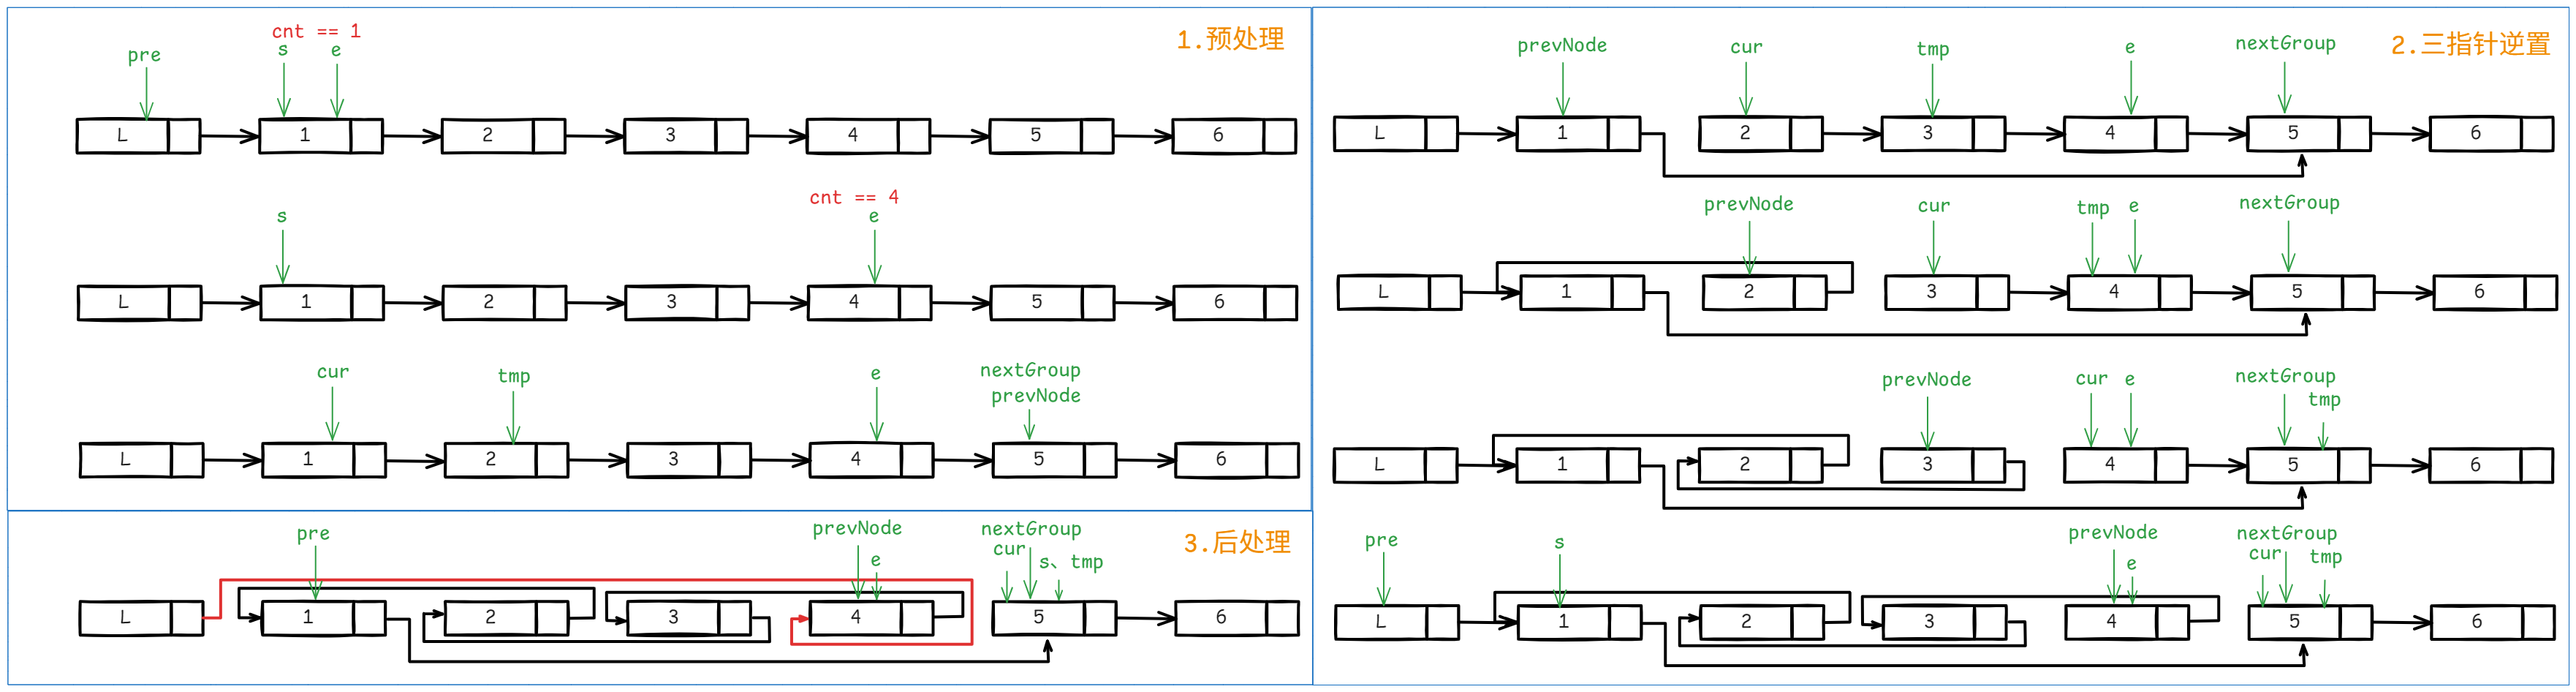 1.预处理
cnt == 1
pre s e
L 1 2 3 4 5 6
cnt == 4
s e
L 1 2 3 4 5 6
cur tmp e nextGroup
prevNode
L 1 2 3 4 5 6
2.三指针逆置
prevNode cur tmp e nextGroup
L 1 2 3 4 5 6
prevNode cur tmp e nextGroup
L 1 2 3 4 5 6
prevNode cur e nextGroup
tmp
L 1 2 3 4 5 6
pre s prevNode nextGroup
e cur tmp
L 1 2 3 4 5 6
3.后处理
pre prevNode nextGroup
e cur s、tmp
L 1 2 3 4 5 6